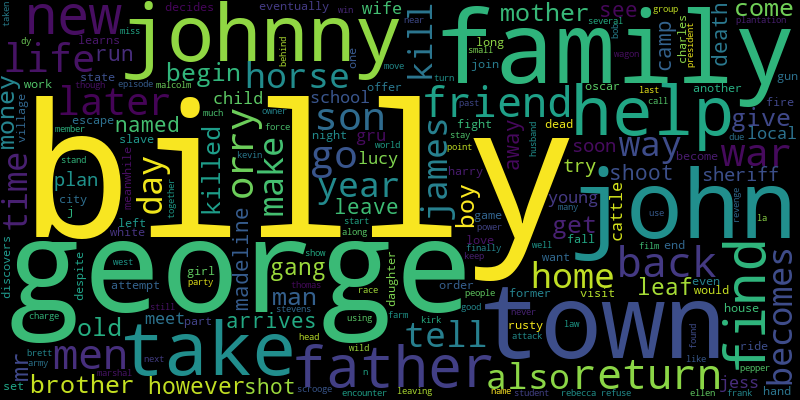 new johnny family come
decides wife see group
taken life run eventually win miss near mother several small charles president camp death plantation
dy learns begin horse behind one kill long bob wagon
money work state episode child move offer join turn another gun
though malcolm later owner friend help call last fire
village escape named much school son james past give local due
member slave killed orry force night gru fight dead husband away soon way war
billy
stand meanwhile day make kevin go lucy stay point world boy try become
plan together year harry shoot sheriff
time city j leave game young cattle revenge
left white madeline start along power love many get use la
discovers george finally well fall john
despite west girl show keep film end
attempt party gang daughter order want home back even find becomes
set charge still man thomas race people former visit leaf would house
old meet part arrives stevens using farm tell good rusty never law town found ride pepper
mr men take head father kirk attack like
brett next wild n also return jess
army marshal brother however shot scrooge encounter leaving name student rebecca refuse ellen frank hand